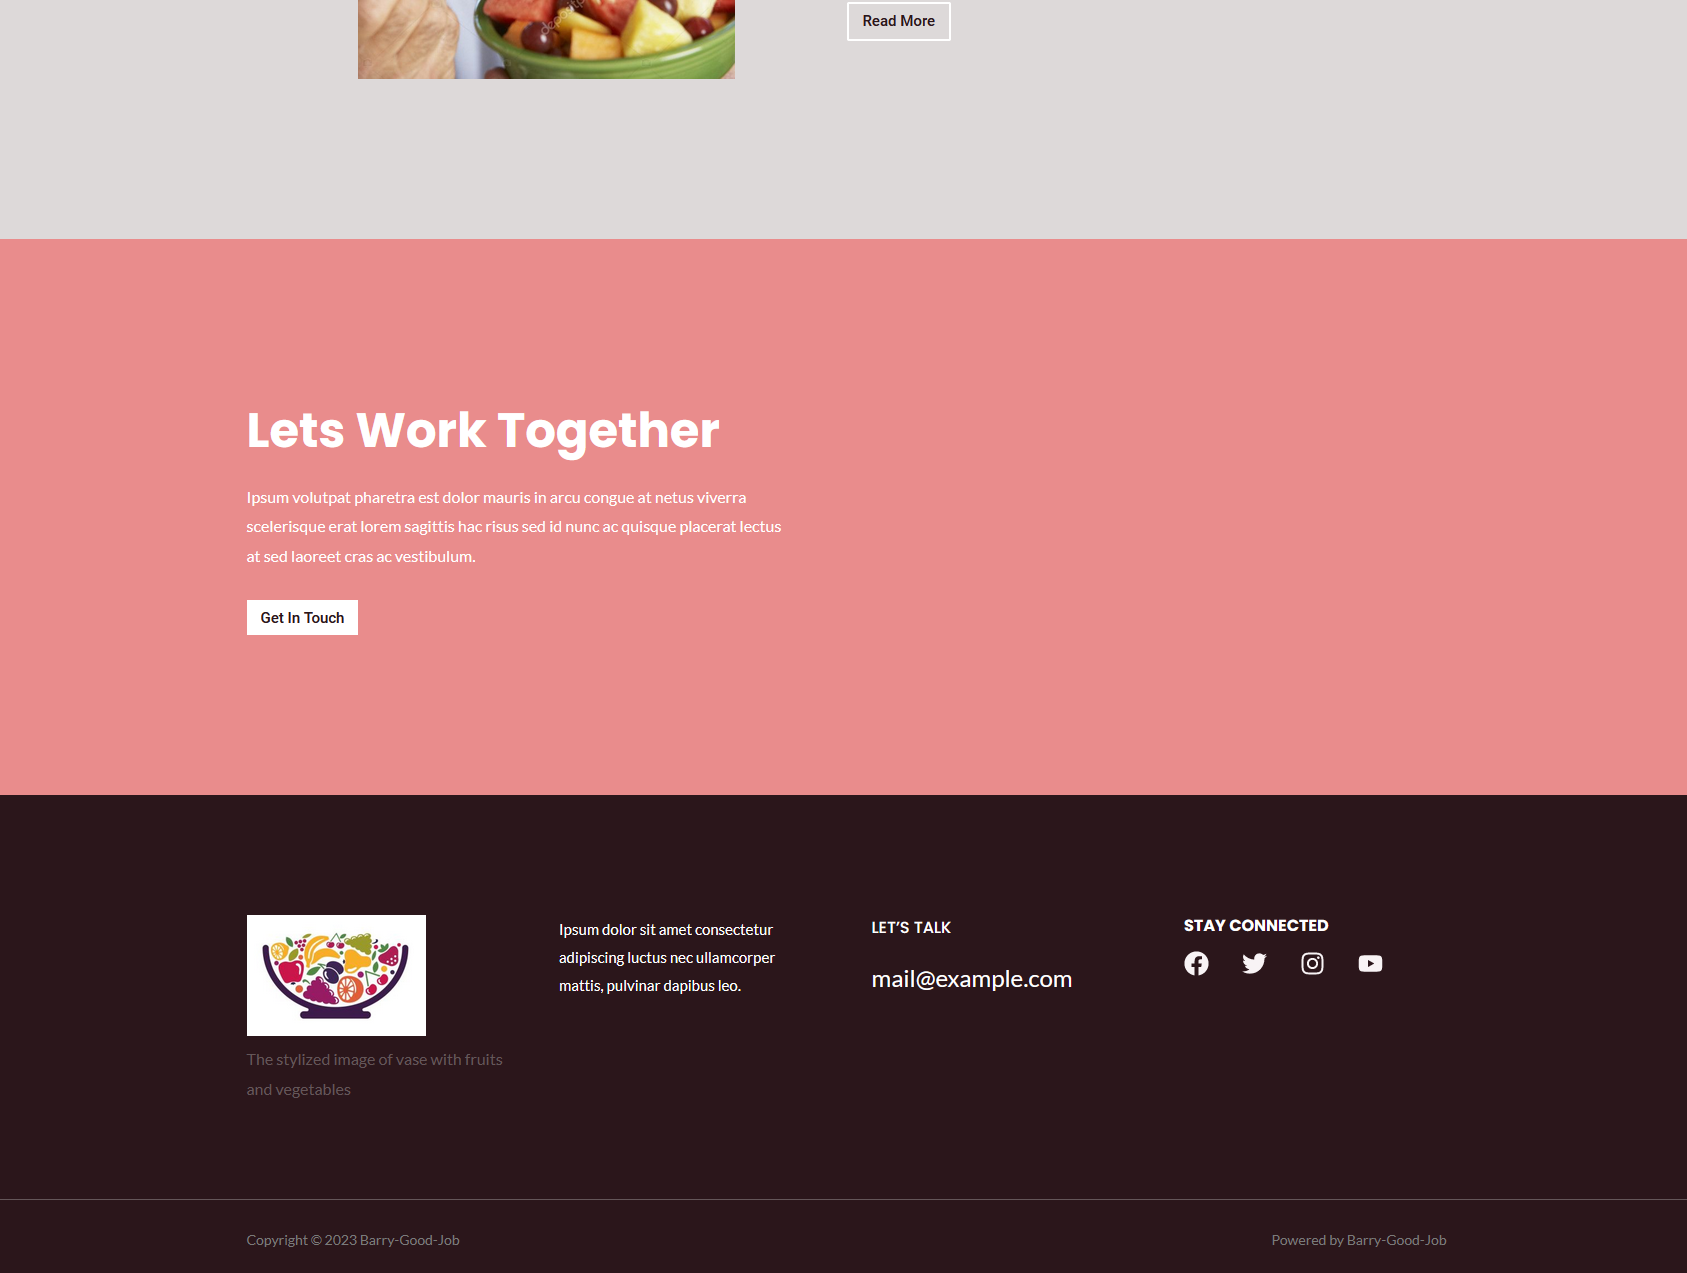 Read More
Lets Work Together
Ipsum volutpat pharetra est dolor mauris in arcu congue at netus viverra
scelerisque erat lorem sagittis hac risus sed id nunc ac quisque placerat lectus
at sed laoreet cras ac vestibulum.
Get In Touch
The stylized image of vase with fruits
and vegetables
Ipsum dolor sit amet consectetur
adipiscing luctus nec ullamcorper
mattis, pulvinar dapibus leo.
LET’S TALK
mail@example.com
STAY CONNECTED
Copyright © 2023 Barry-Good-Job
Powered by Barry-Good-Job